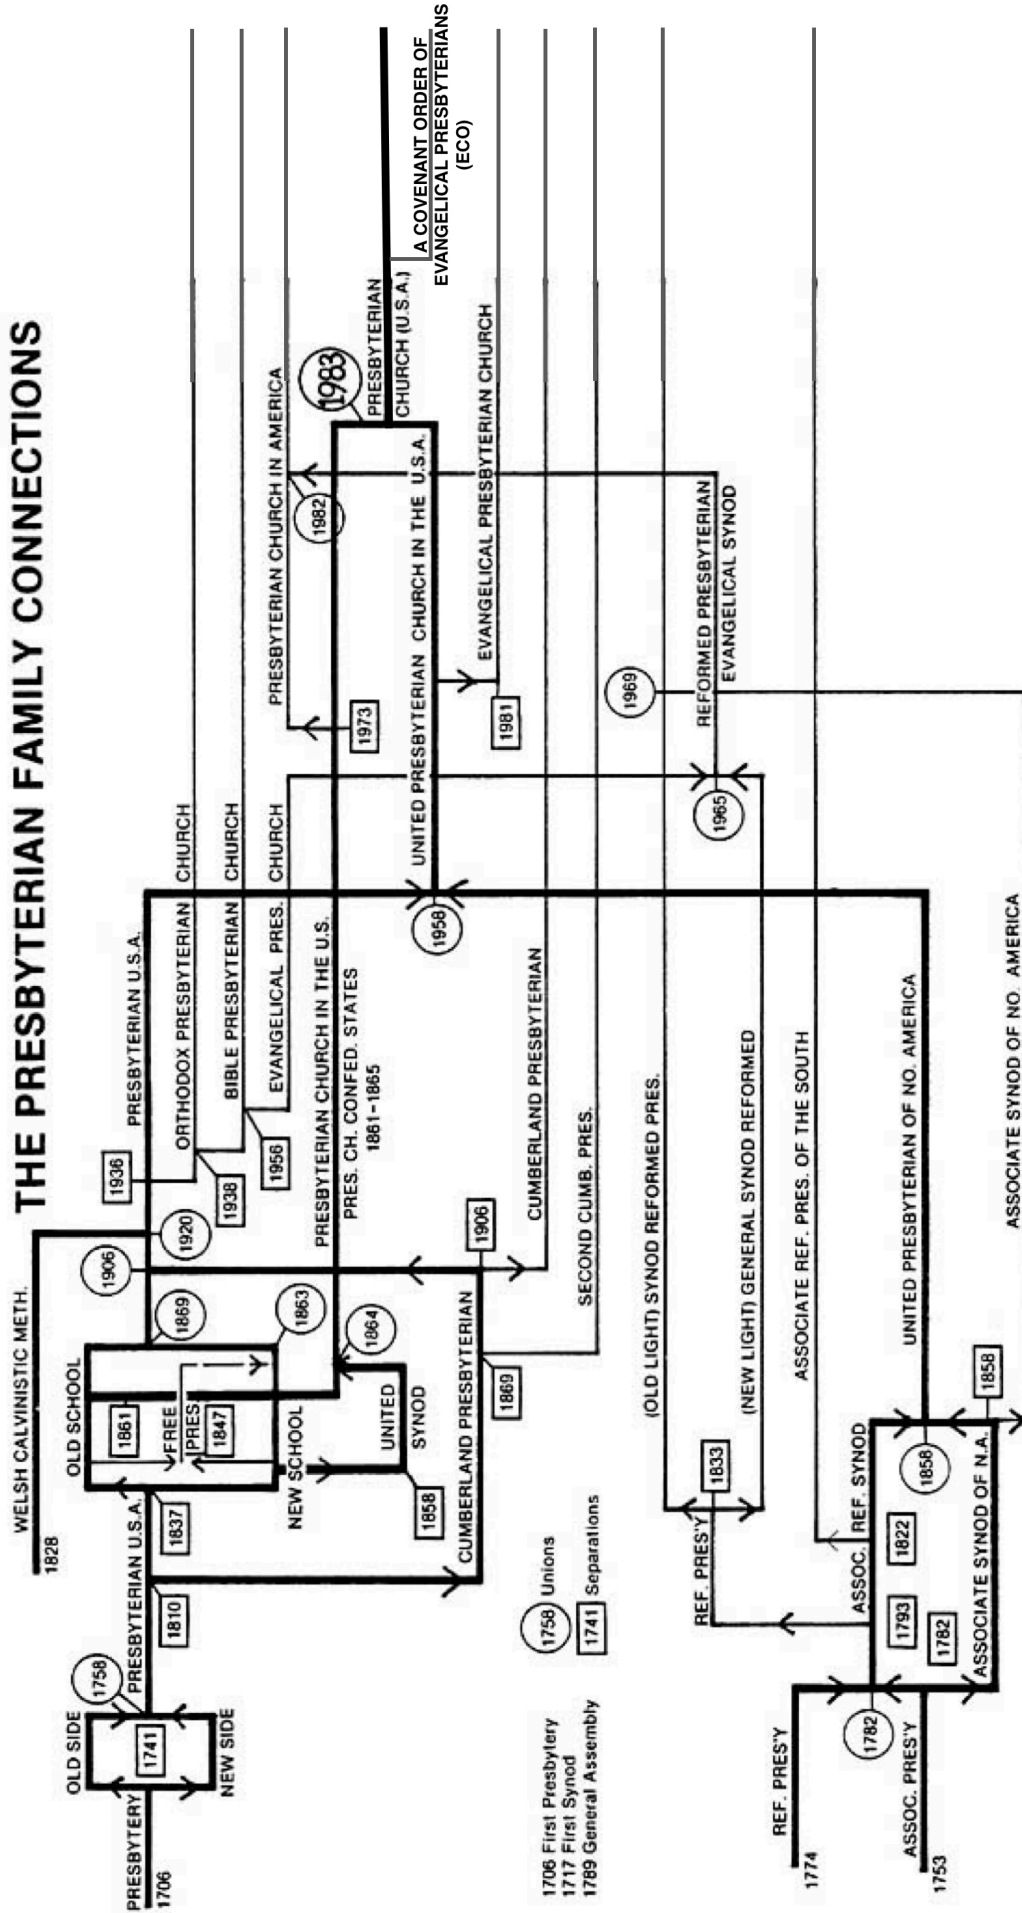 THE PRESBYTERIAN FAMILY CONNECTIONS
WELSH CALVINISTIC METH.
1828
OLD SIDE
1758
1741
NEW SIDE
PRESBYTERY
1706
PRESBYTERIAN U.S.A.
1810
PRESBYTERIAN U.S.A.
1837
OLD SCHOOL
1861
FREE
PRES.
1847
NEW SCHOOL
1869
1863
1906
1920
1936
PRESBYTERIAN U.S.A.
ORTHODOX PRESBYTERIAN CHURCH
1938
BIBLE PRESBYTERIAN CHURCH
1956
EVANGELICAL PRES. CHURCH
PRESBYTERIAN CHURCH IN THE U.S.
PRES. CH. CONFED. STATES
1861-1865
1864
UNITED
SYNOD
1858
PRESBYTERIAN CHURCH IN AMERICA
1973
1982
1983
PRESBYTERIAN
CHURCH (U.S.A.)
A COVENANT ORDER OF
EVANGELICAL PRESBYTERIANS
(ECO)
UNITED PRESBYTERIAN CHURCH IN THE U.S.A.
1958
EVANGELICAL PRESBYTERIAN CHURCH
1981
CUMBERLAND PRESBYTERIAN
1906
1869
CUMBERLAND PRESBYTERIAN
SECOND CUMB. PRES.
1758 Unions
1741 Separations
1706 First Presbytery
1717 First Synod
1789 General Assembly
(OLD LIGHT) SYNOD REFORMED PRES.
1969
REF. PRES'Y
1833
REFORMED PRESBYTERIAN
EVANGELICAL SYNOD
1965
(NEW LIGHT) GENERAL SYNOD REFORMED
ASSOCIATE REF. PRES. OF THE SOUTH
REF. PRES'Y
1774
1782
ASSOC. REF. SYNOD
1793
1822
1782
1858
UNITED PRESBYTERIAN OF NO. AMERICA
ASSOC. PRES'Y
1753
ASSOCIATE SYNOD OF N.A.
1858
ASSOCIATE SYNOD OF NO. AMERICA